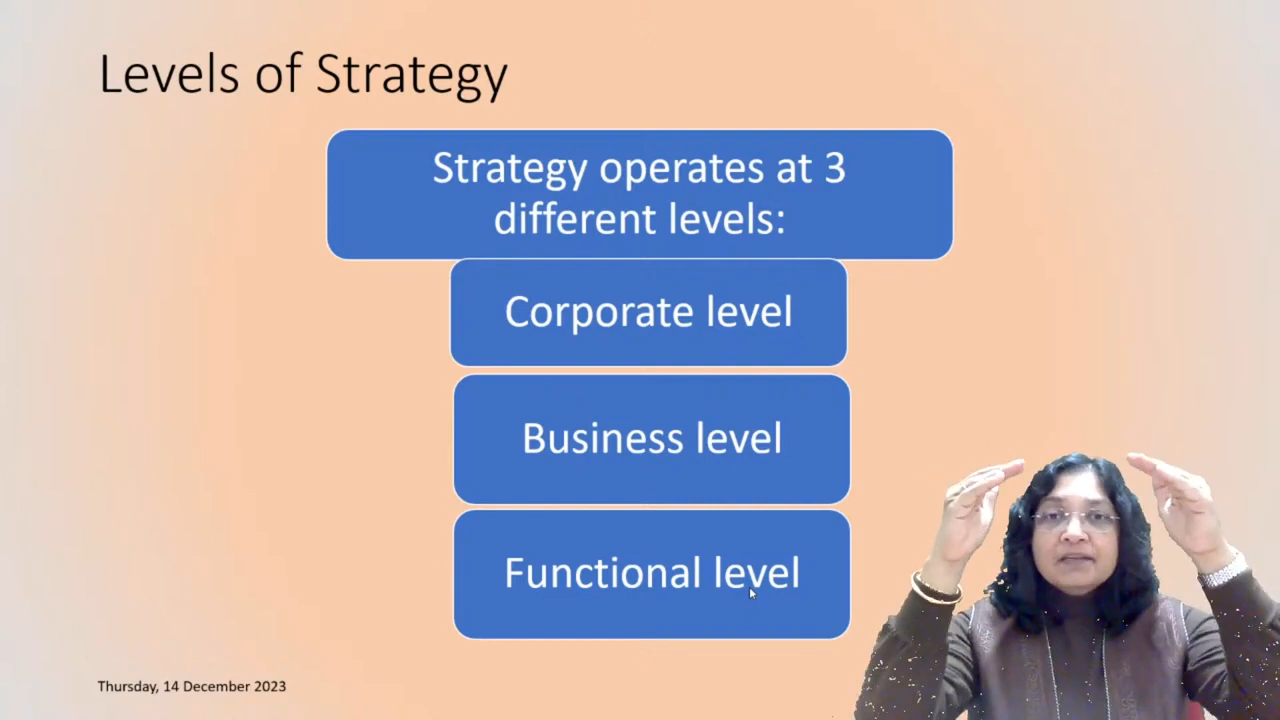 Levels of Strategy
Strategy operates at 3
different levels:
Corporate level
Business level
Functional level
Thursday, 14 December 2023